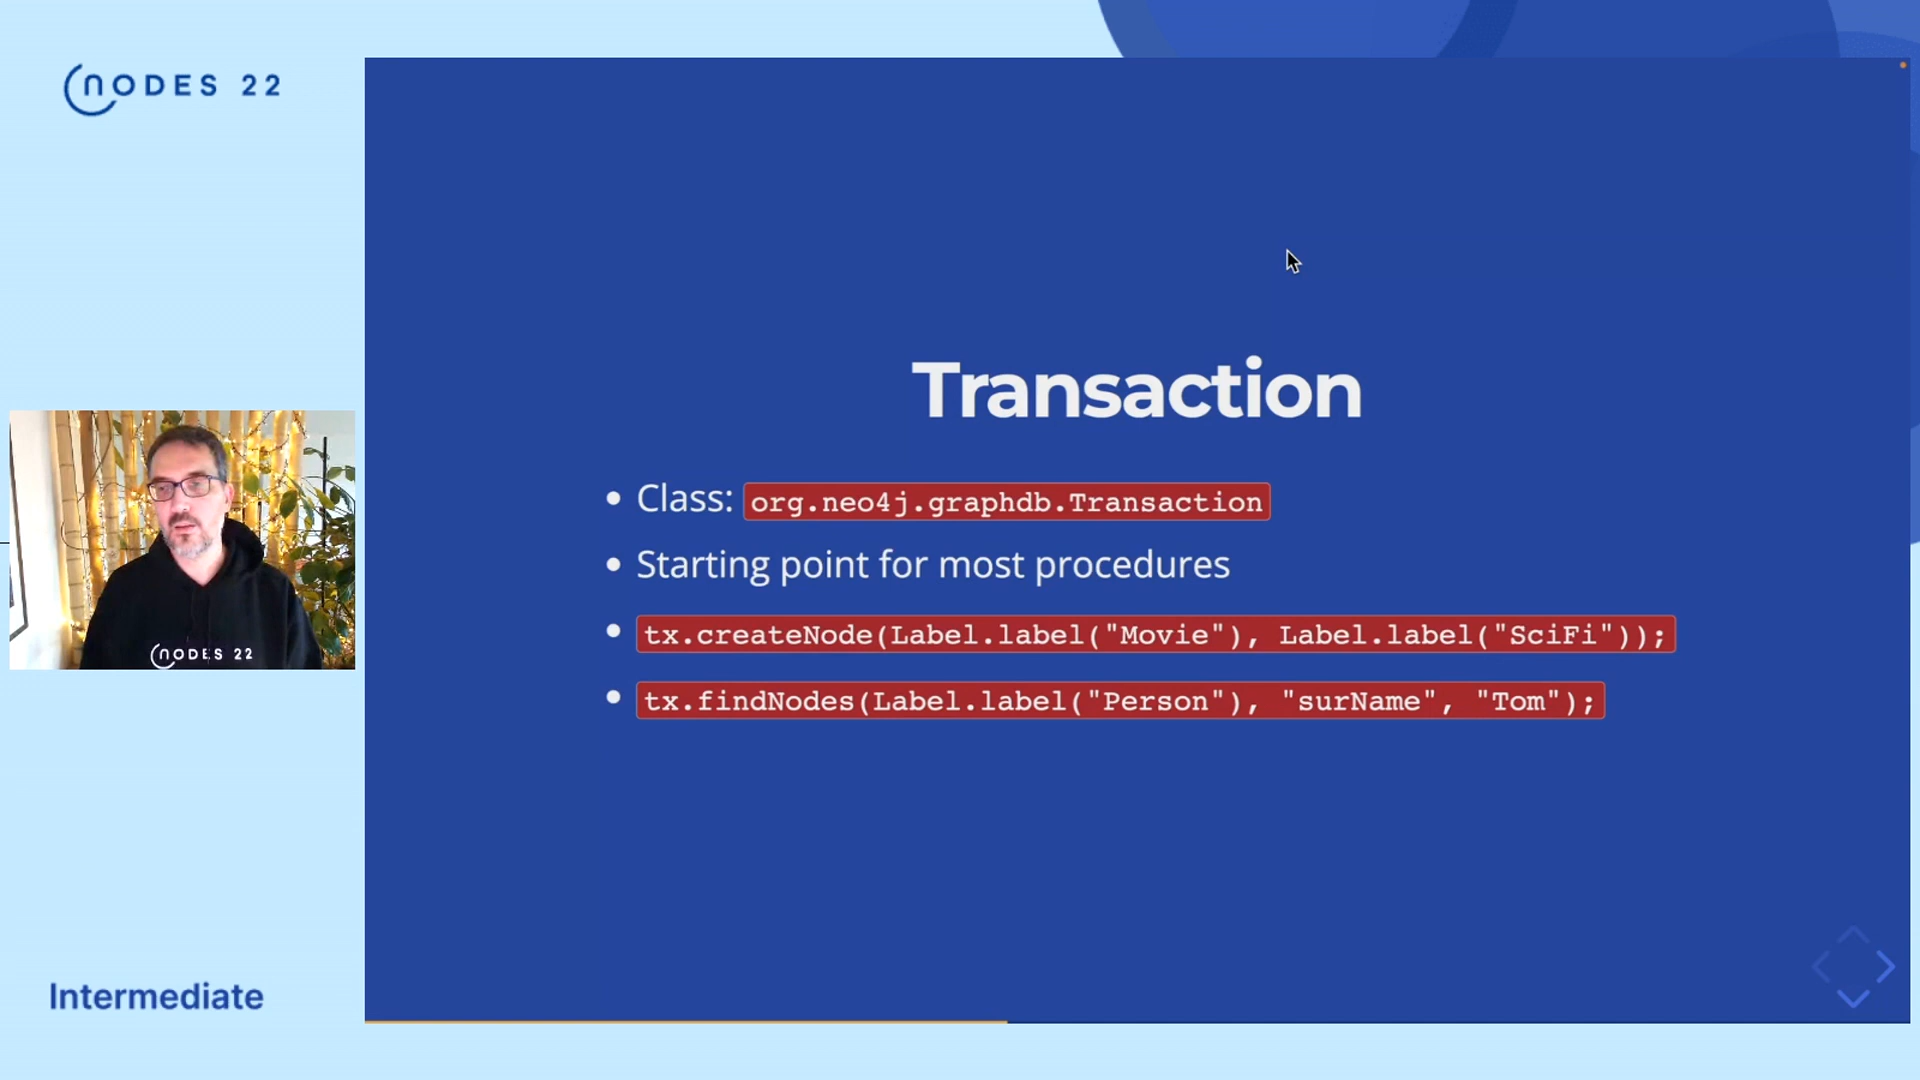 NODES 22
Transaction
Class: org.neo4j.graphdb.Transaction
Starting point for most procedures
tx.createNode(Label.label("Movie"), Label.label("SciFi"));
tx.findNodes(Label.label("Person"), "surName", "Tom");
NODES 22
Intermediate